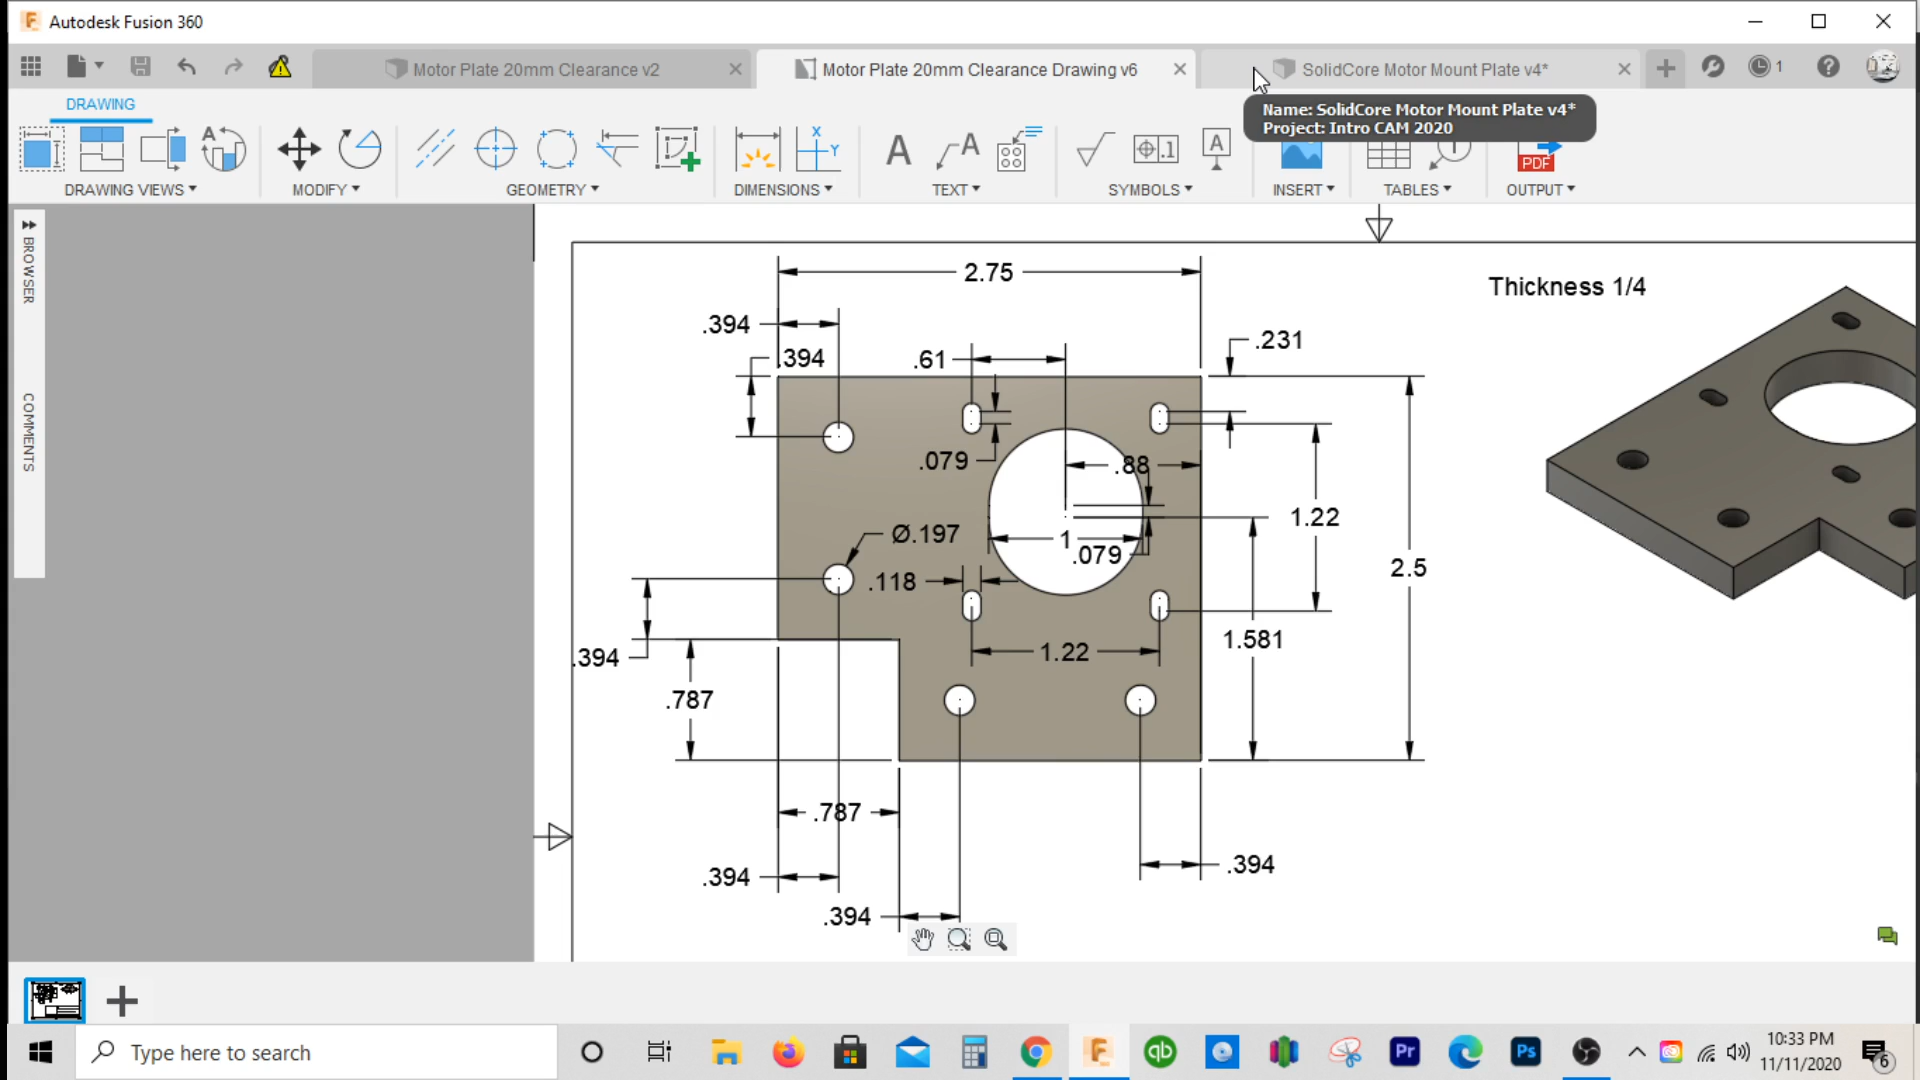 Autodesk Fusion 360
Motor Plate 20mm Clearance v2
Motor Plate 20mm Clearance Drawing v6
SolidCore Motor Mount Plate v4*
1
DRAWING
Name: SolidCore Motor Mount Plate v4*
Project: Intro CAM 2020
DRAWING VIEWS
MODIFY
GEOMETRY
DIMENSIONS
TEXT
SYMBOLS
INSERT
TABLES
OUTPUT
PDF
BROWSER
COMMENTS
2.75
Thickness 1/4
.394
.394
.61
.231
.079
.88
1.22
Ø.197
1
.079
.118
2.5
1.581
1.22
.394
.787
.787
.394
.394
.394
Type here to search
10:33 PM
11/11/2020
6